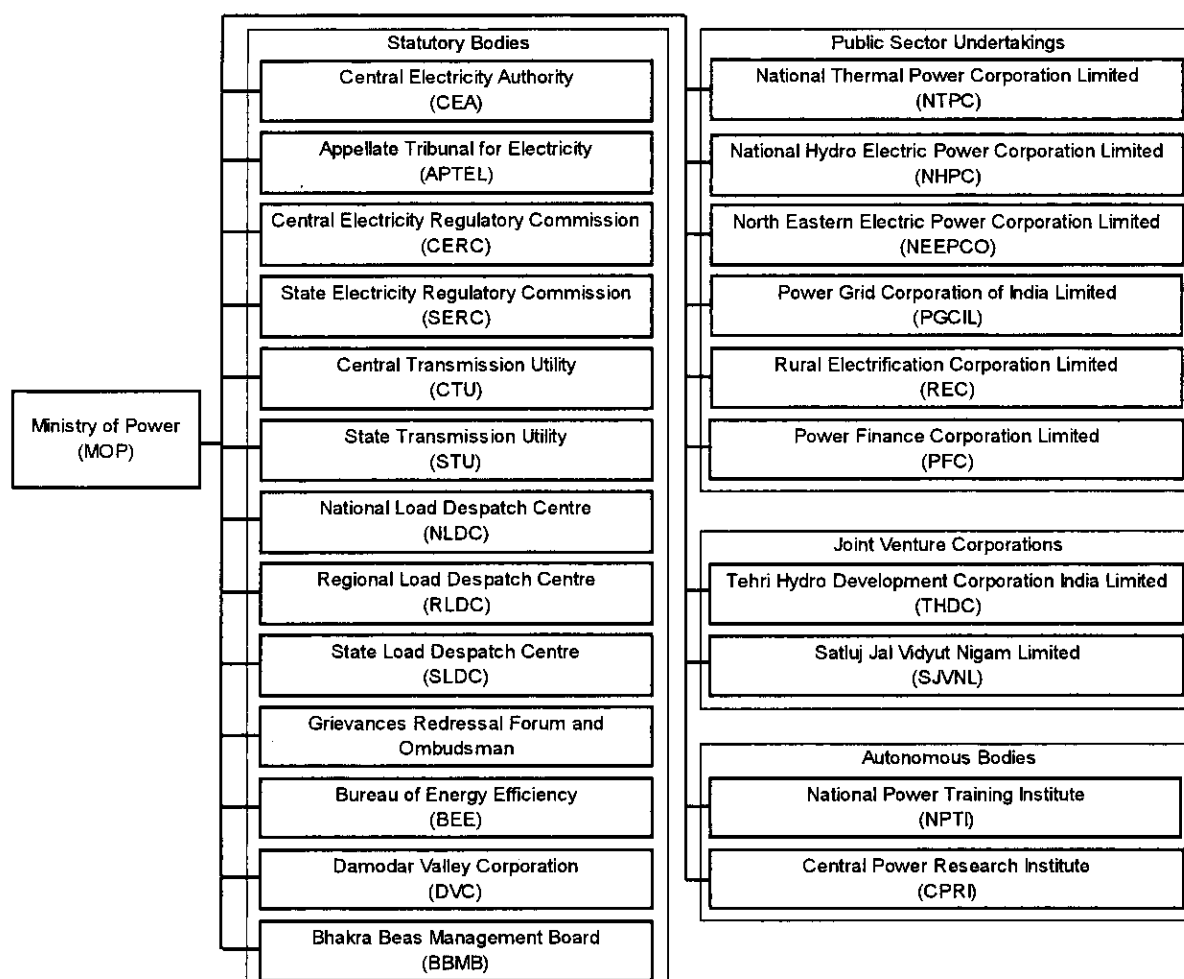 Ministry of Power
(MOP)
Statutory Bodies
Central Electricity Authority
(CEA)
Appellate Tribunal for Electricity
(APTEL)
Central Electricity Regulatory Commission
(CERC)
State Electricity Regulatory Commission
(SERC)
Central Transmission Utility
(CTU)
State Transmission Utility
(STU)
National Load Despatch Centre
(NLDC)
Regional Load Despatch Centre
(RLDC)
State Load Despatch Centre
(SLDC)
Grievances Redressal Forum and
Ombudsman
Bureau of Energy Efficiency
(BEE)
Damodar Valley Corporation
(DVC)
Bhakra Beas Management Board
(BBMB)
Public Sector Undertakings
National Thermal Power Corporation Limited
(NTPC)
National Hydro Electric Power Corporation Limited
(NHPC)
North Eastern Electric Power Corporation Limited
(NEEPCO)
Power Grid Corporation of India Limited
(PGCIL)
Rural Electrification Corporation Limited
(REC)
Power Finance Corporation Limited
(PFC)
Joint Venture Corporations
Tehri Hydro Development Corporation India Limited
(THDC)
Satluj Jal Vidyut Nigam Limited
(SJVNL)
Autonomous Bodies
National Power Training Institute
(NPTI)
Central Power Research Institute
(CPRI)